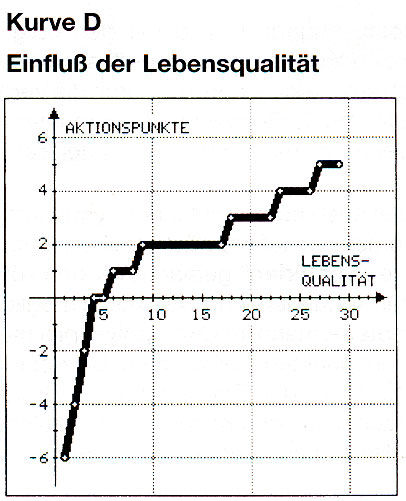 Kurve D
Einfluß der Lebensqualität
AKTIONSPUNKTE
6
4
2
LEBENS-
QUALITÄT
5 10 15 20 25 30
-2
-4
-6